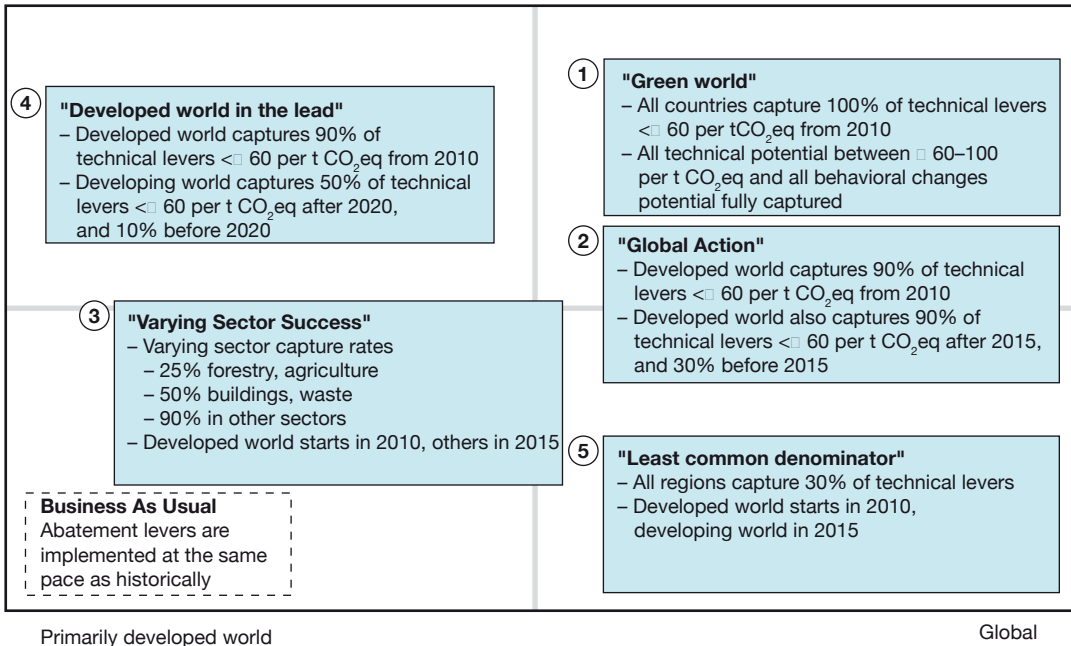 1
"Green world"
– All countries capture 100% of technical levers
<□ 60 per tCO2eq from 2010
– All technical potential between □ 60–100
per t CO2eq and all behavioral changes
potential fully captured
4
"Developed world in the lead"
– Developed world captures 90% of
technical levers <□ 60 per t CO2eq from 2010
– Developing world captures 50% of technical
levers <□ 60 per t CO2eq after 2020,
and 10% before 2020
2
"Global Action"
– Developed world captures 90% of technical
levers <□ 60 per t CO2eq from 2010
– Developed world also captures 90% of
technical levers <□ 60 per t CO2eq after 2015,
and 30% before 2015
3
"Varying Sector Success"
– Varying sector capture rates
– 25% forestry, agriculture
– 50% buildings, waste
– 90% in other sectors
– Developed world starts in 2010, others in 2015
5
"Least common denominator"
– All regions capture 30% of technical levers
– Developed world starts in 2010,
developing world in 2015
Business As Usual
Abatement levers are
implemented at the same
pace as historically
Primarily developed world
Global